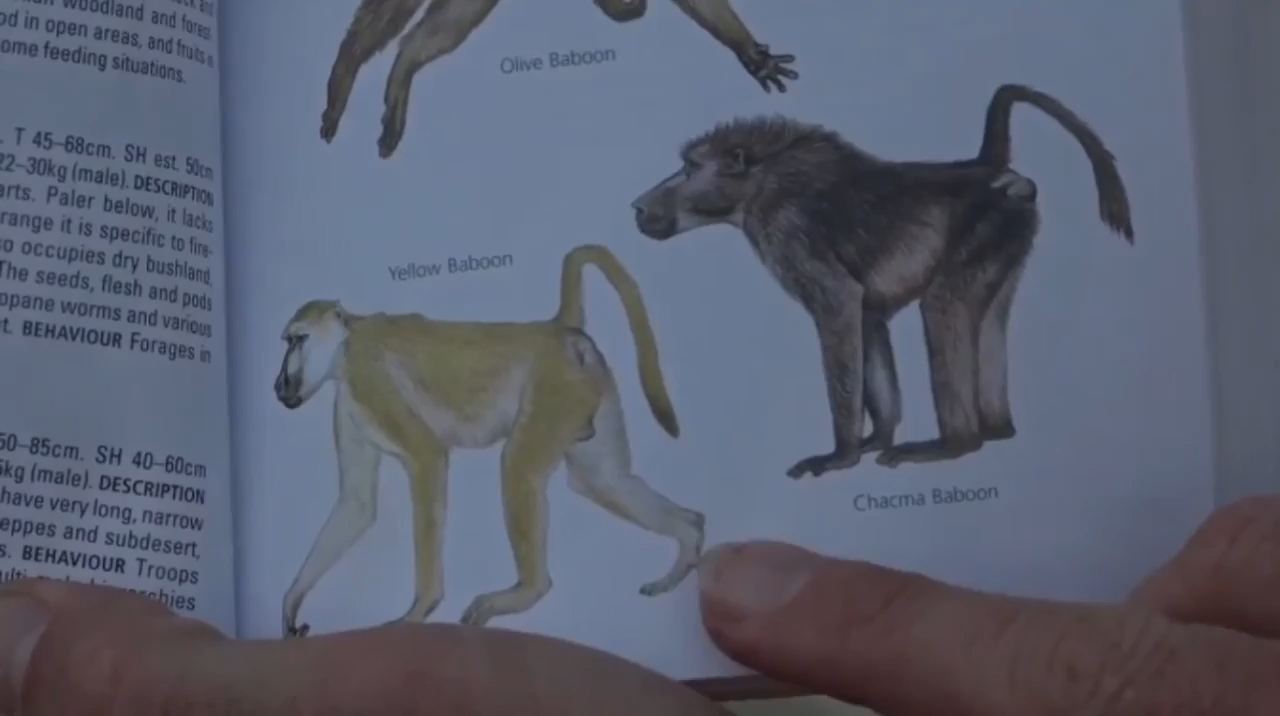 woodland and forest.
in open areas, and fruits
ome feeding situations.
T 45–68cm. SH est. 50cm
22–30kg (male). DESCRIPTION
arts. Paler below, it lacks
range it is specific to fire-
so occupies dry bushland,
The seeds, flesh and pods
opane worms and various
t. BEHAVIOUR Forages in
50–85cm. SH 40–60cm
kg (male). DESCRIPTION
have very long, narrow
eppes and subdesert,
s. BEHAVIOUR Troops
Olive Baboon
Yellow Baboon
Chacma Baboon